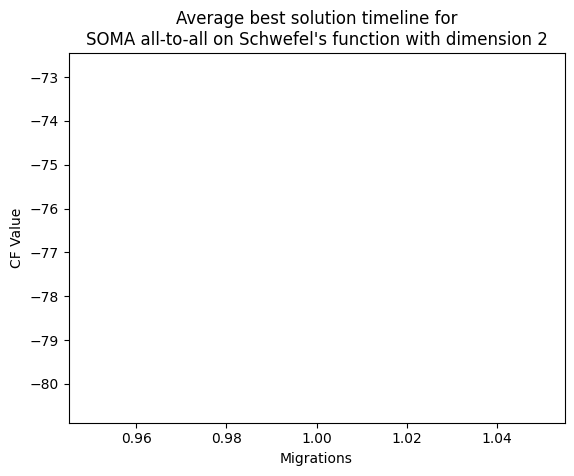 Average best solution timeline for
SOMA all-to-all on Schwefel's function with dimension 2
−73
−74
−75
−76
−77
−78
−79
−80
CF Value
0.96 0.98 1.00 1.02 1.04
Migrations